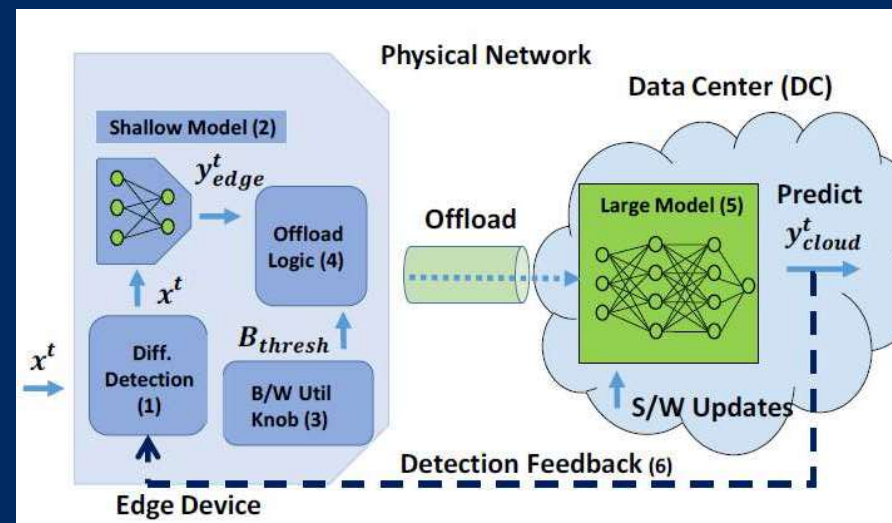 Physical Network
Data Center (DC)
Shallow Model (2)
y^t_edge
Offload
Logic (4)
Offload
Large Model (5)
Predict
y^t_cloud
x^t
x^t
Diff.
Detection
(1)
B_thresh
B/W Util
Knob (3)
S/W Updates
Detection Feedback (6)
Edge Device